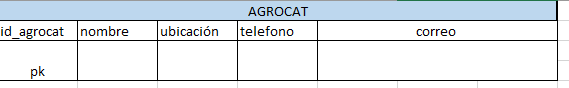 AGROCAT
id_agrocat nombre ubicación telefono correo
pk